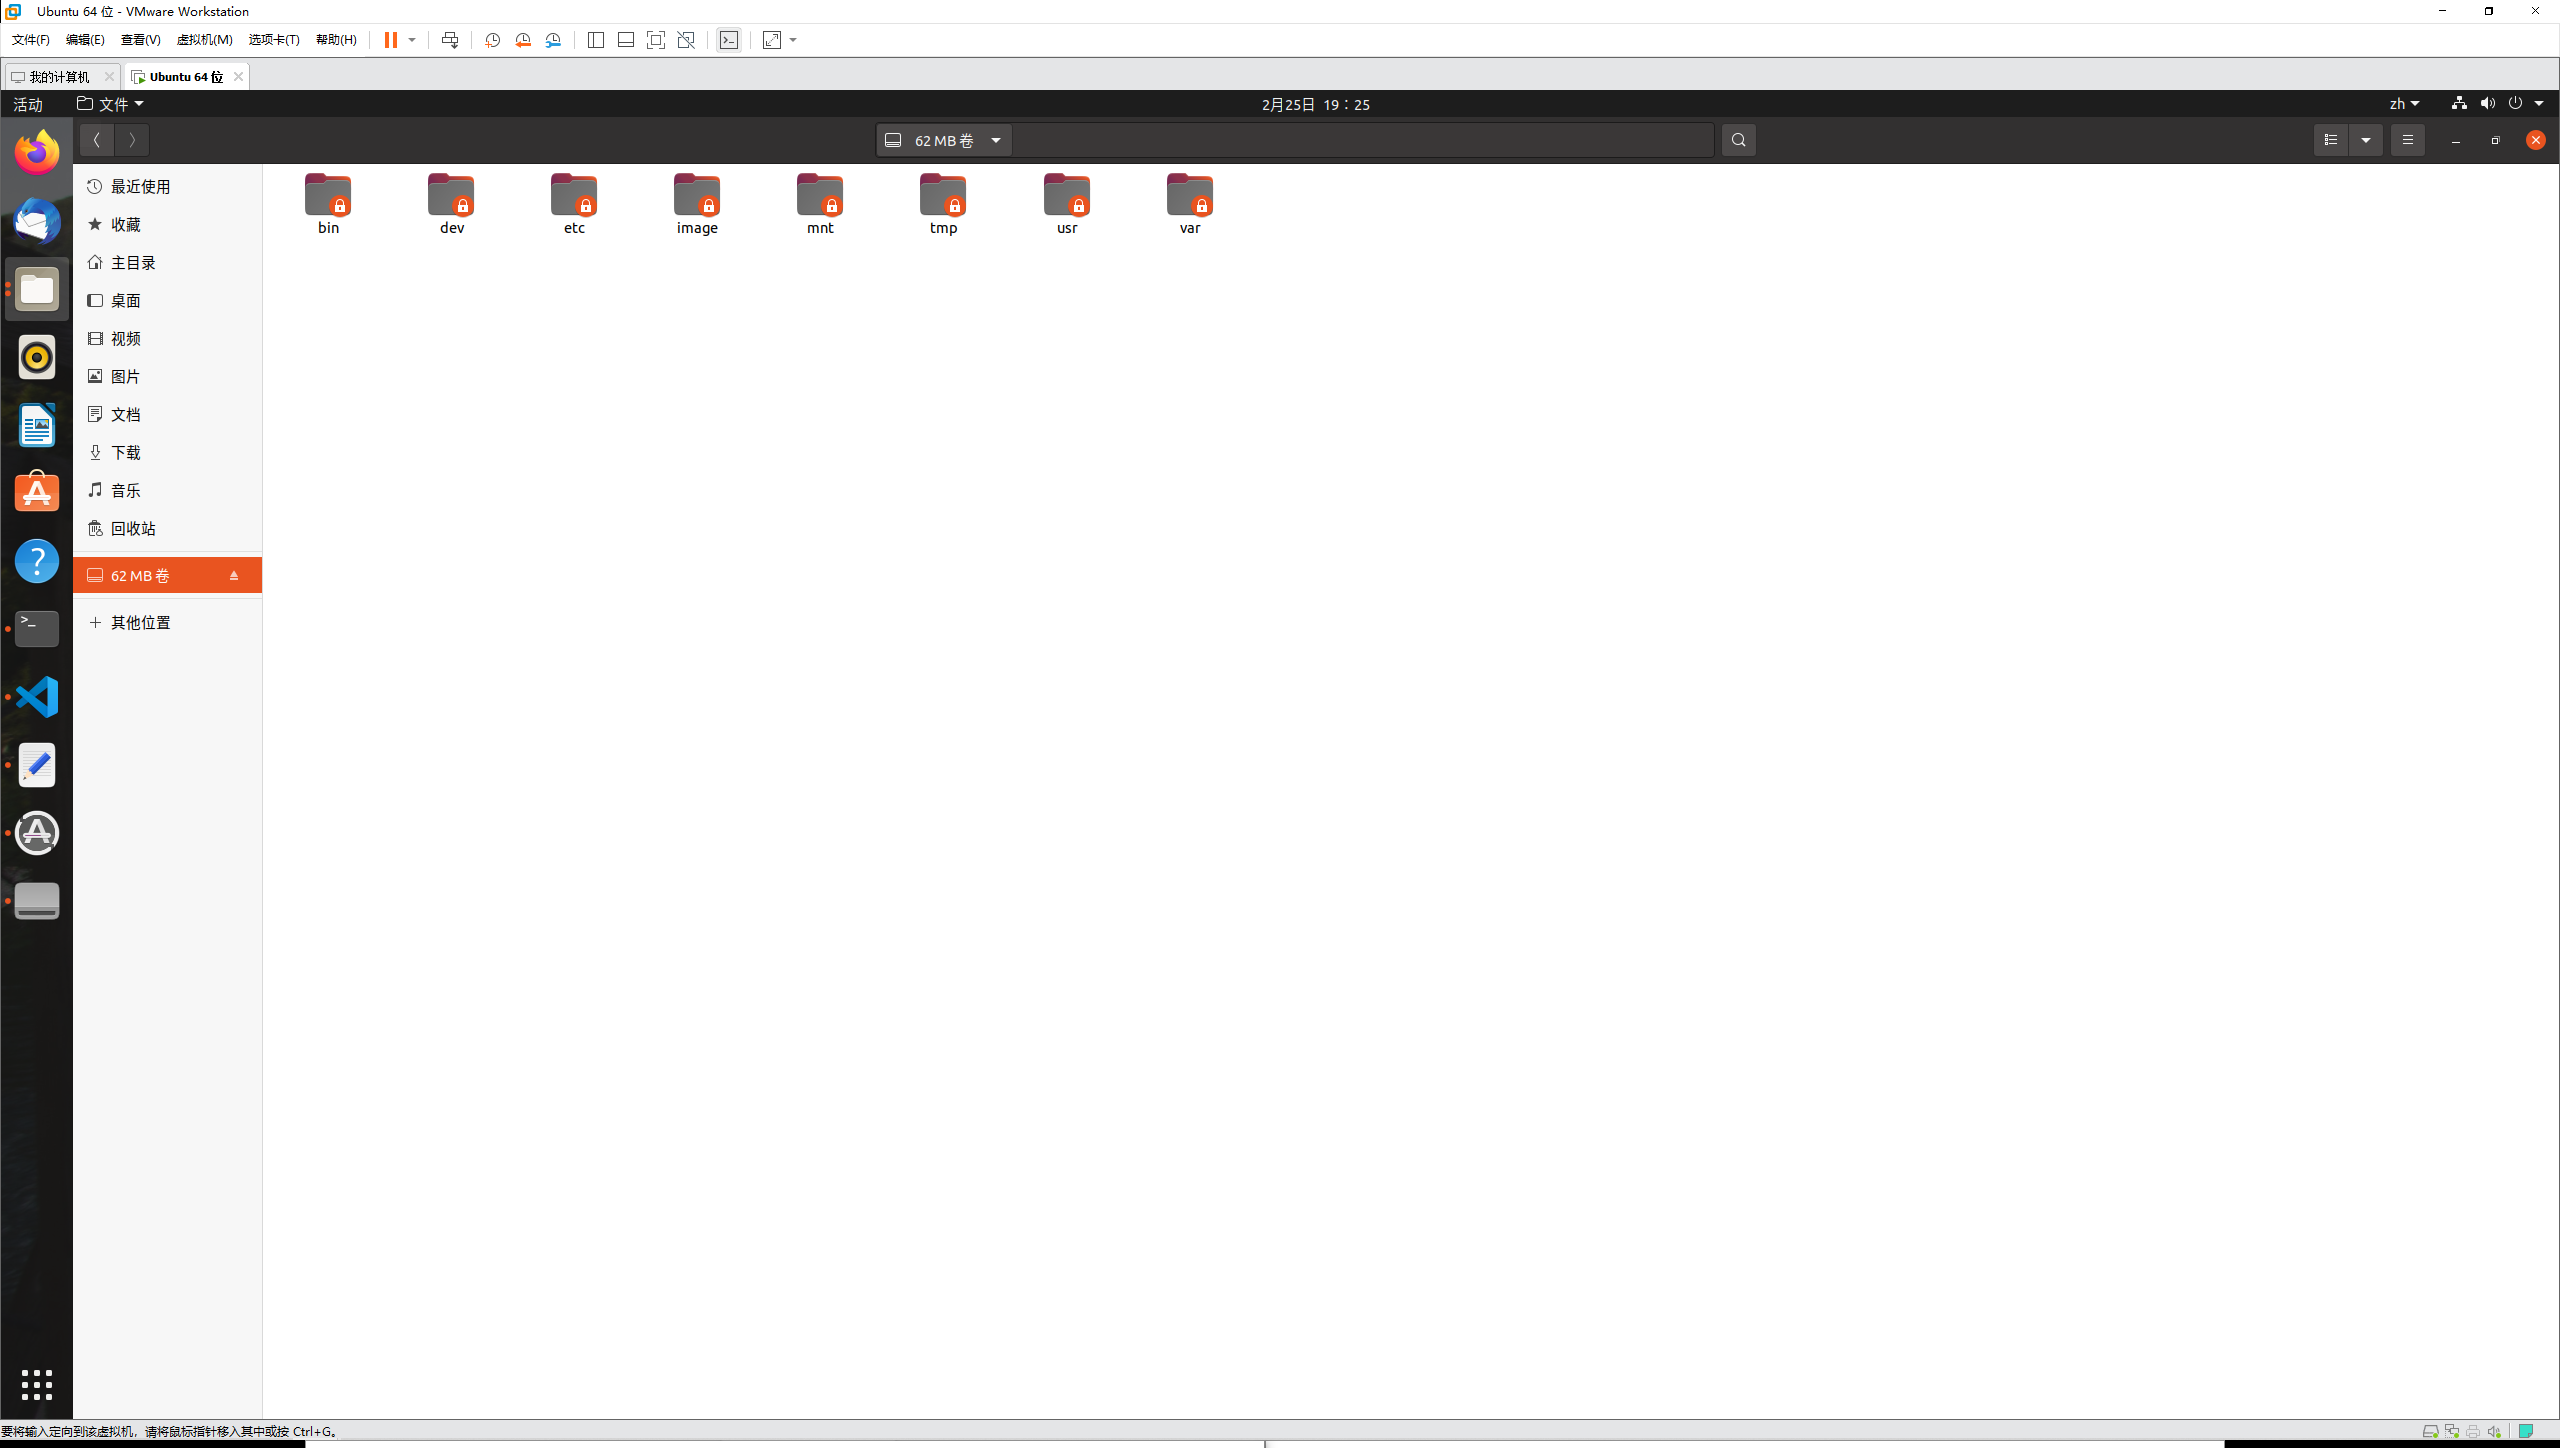 Ubuntu 64 位 - VMware Workstation
文件(F) 编辑(E) 查看(V) 虚拟机(M) 选项卡(T) 帮助(H)
我的计算机 Ubuntu 64 位
活动 文件 2月25日 19：25 zh
62 MB 卷
最近使用
收藏
主目录
桌面
视频
图片
文档
下载
音乐
回收站
62 MB 卷
其他位置
bin dev etc image mnt tmp usr var
要将输入定向到该虚拟机，请将鼠标指针移入其中或按 Ctrl+G。